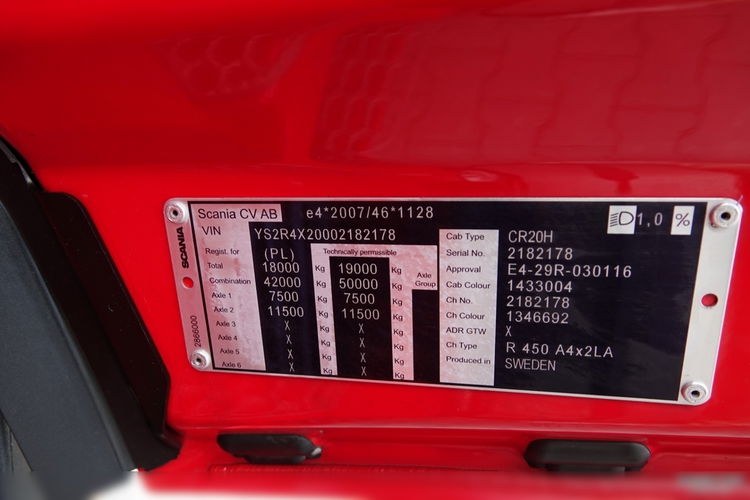 Scania CV AB e4*2007/46*1128 1,0 %
VIN YS2R4X20002182178
SCANIA
2866000
Regist. for (PL) Technically permissible
Total 18000 Kg 19000 Kg Axle Group
Combination 42000 Kg 50000 Kg
Axle 1 7500 Kg 7500 Kg
Axle 2 11500 Kg 11500 Kg
Axle 3 X Kg X Kg
Axle 4 X Kg X Kg
Axle 5 X Kg X Kg
Axle 6 X Kg X Kg
Cab Type CR20H
Serial No. 2182178
Approval E4-29R-030116
Cab Colour 1433004
Ch No. 2182178
Ch Colour 1346692
ADR GTW X
Ch Type R 450 A4x2LA
Produced in SWEDEN